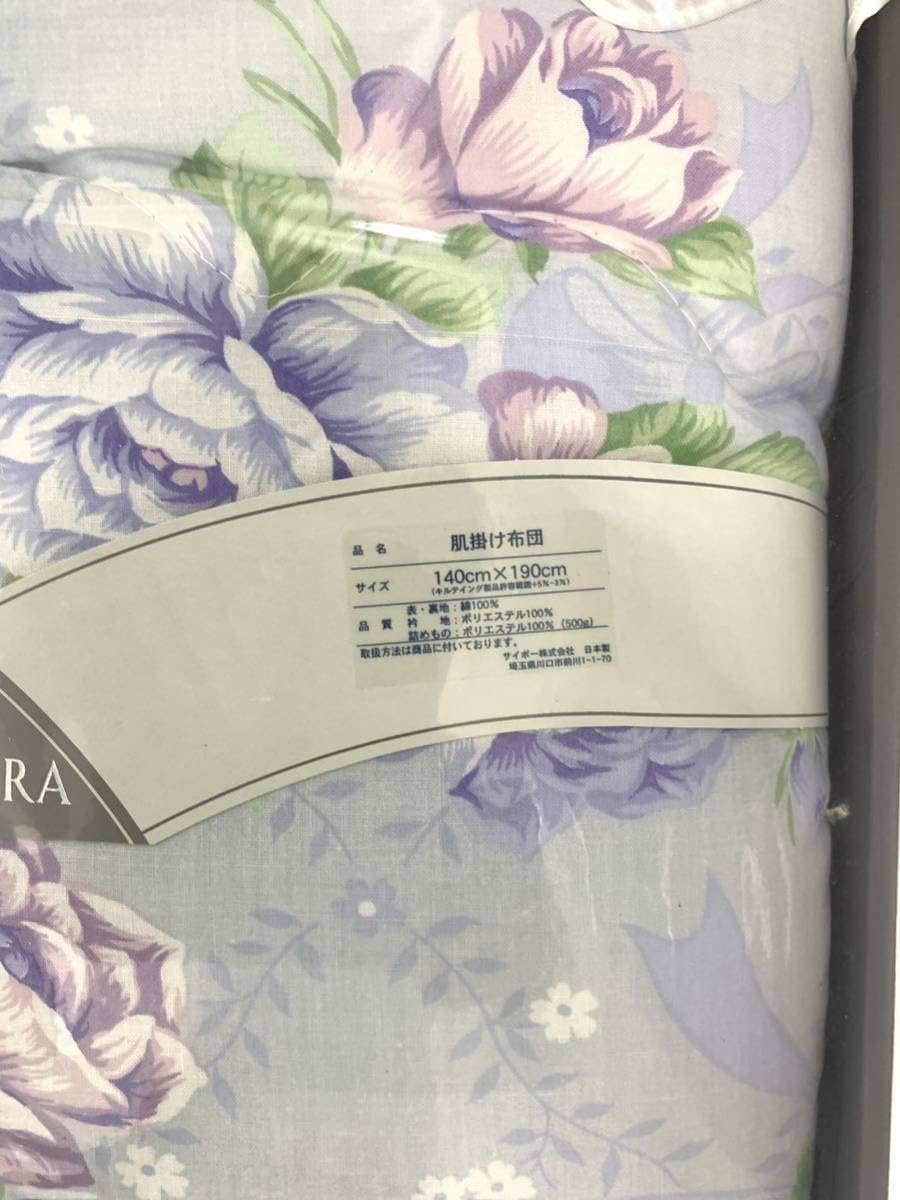 品名 肌掛け布団
サイズ 140cm×190cm
(キルテイング製品許容範囲+5%-3%)
品質 表・裏地：綿100%
衿 地：ポリエステル100%
詰めもの：ポリエステル100% (500g)
取扱方法は商品に付いております。
サイボー株式会社 日本製
埼玉県川口市前川1-1-70
RA